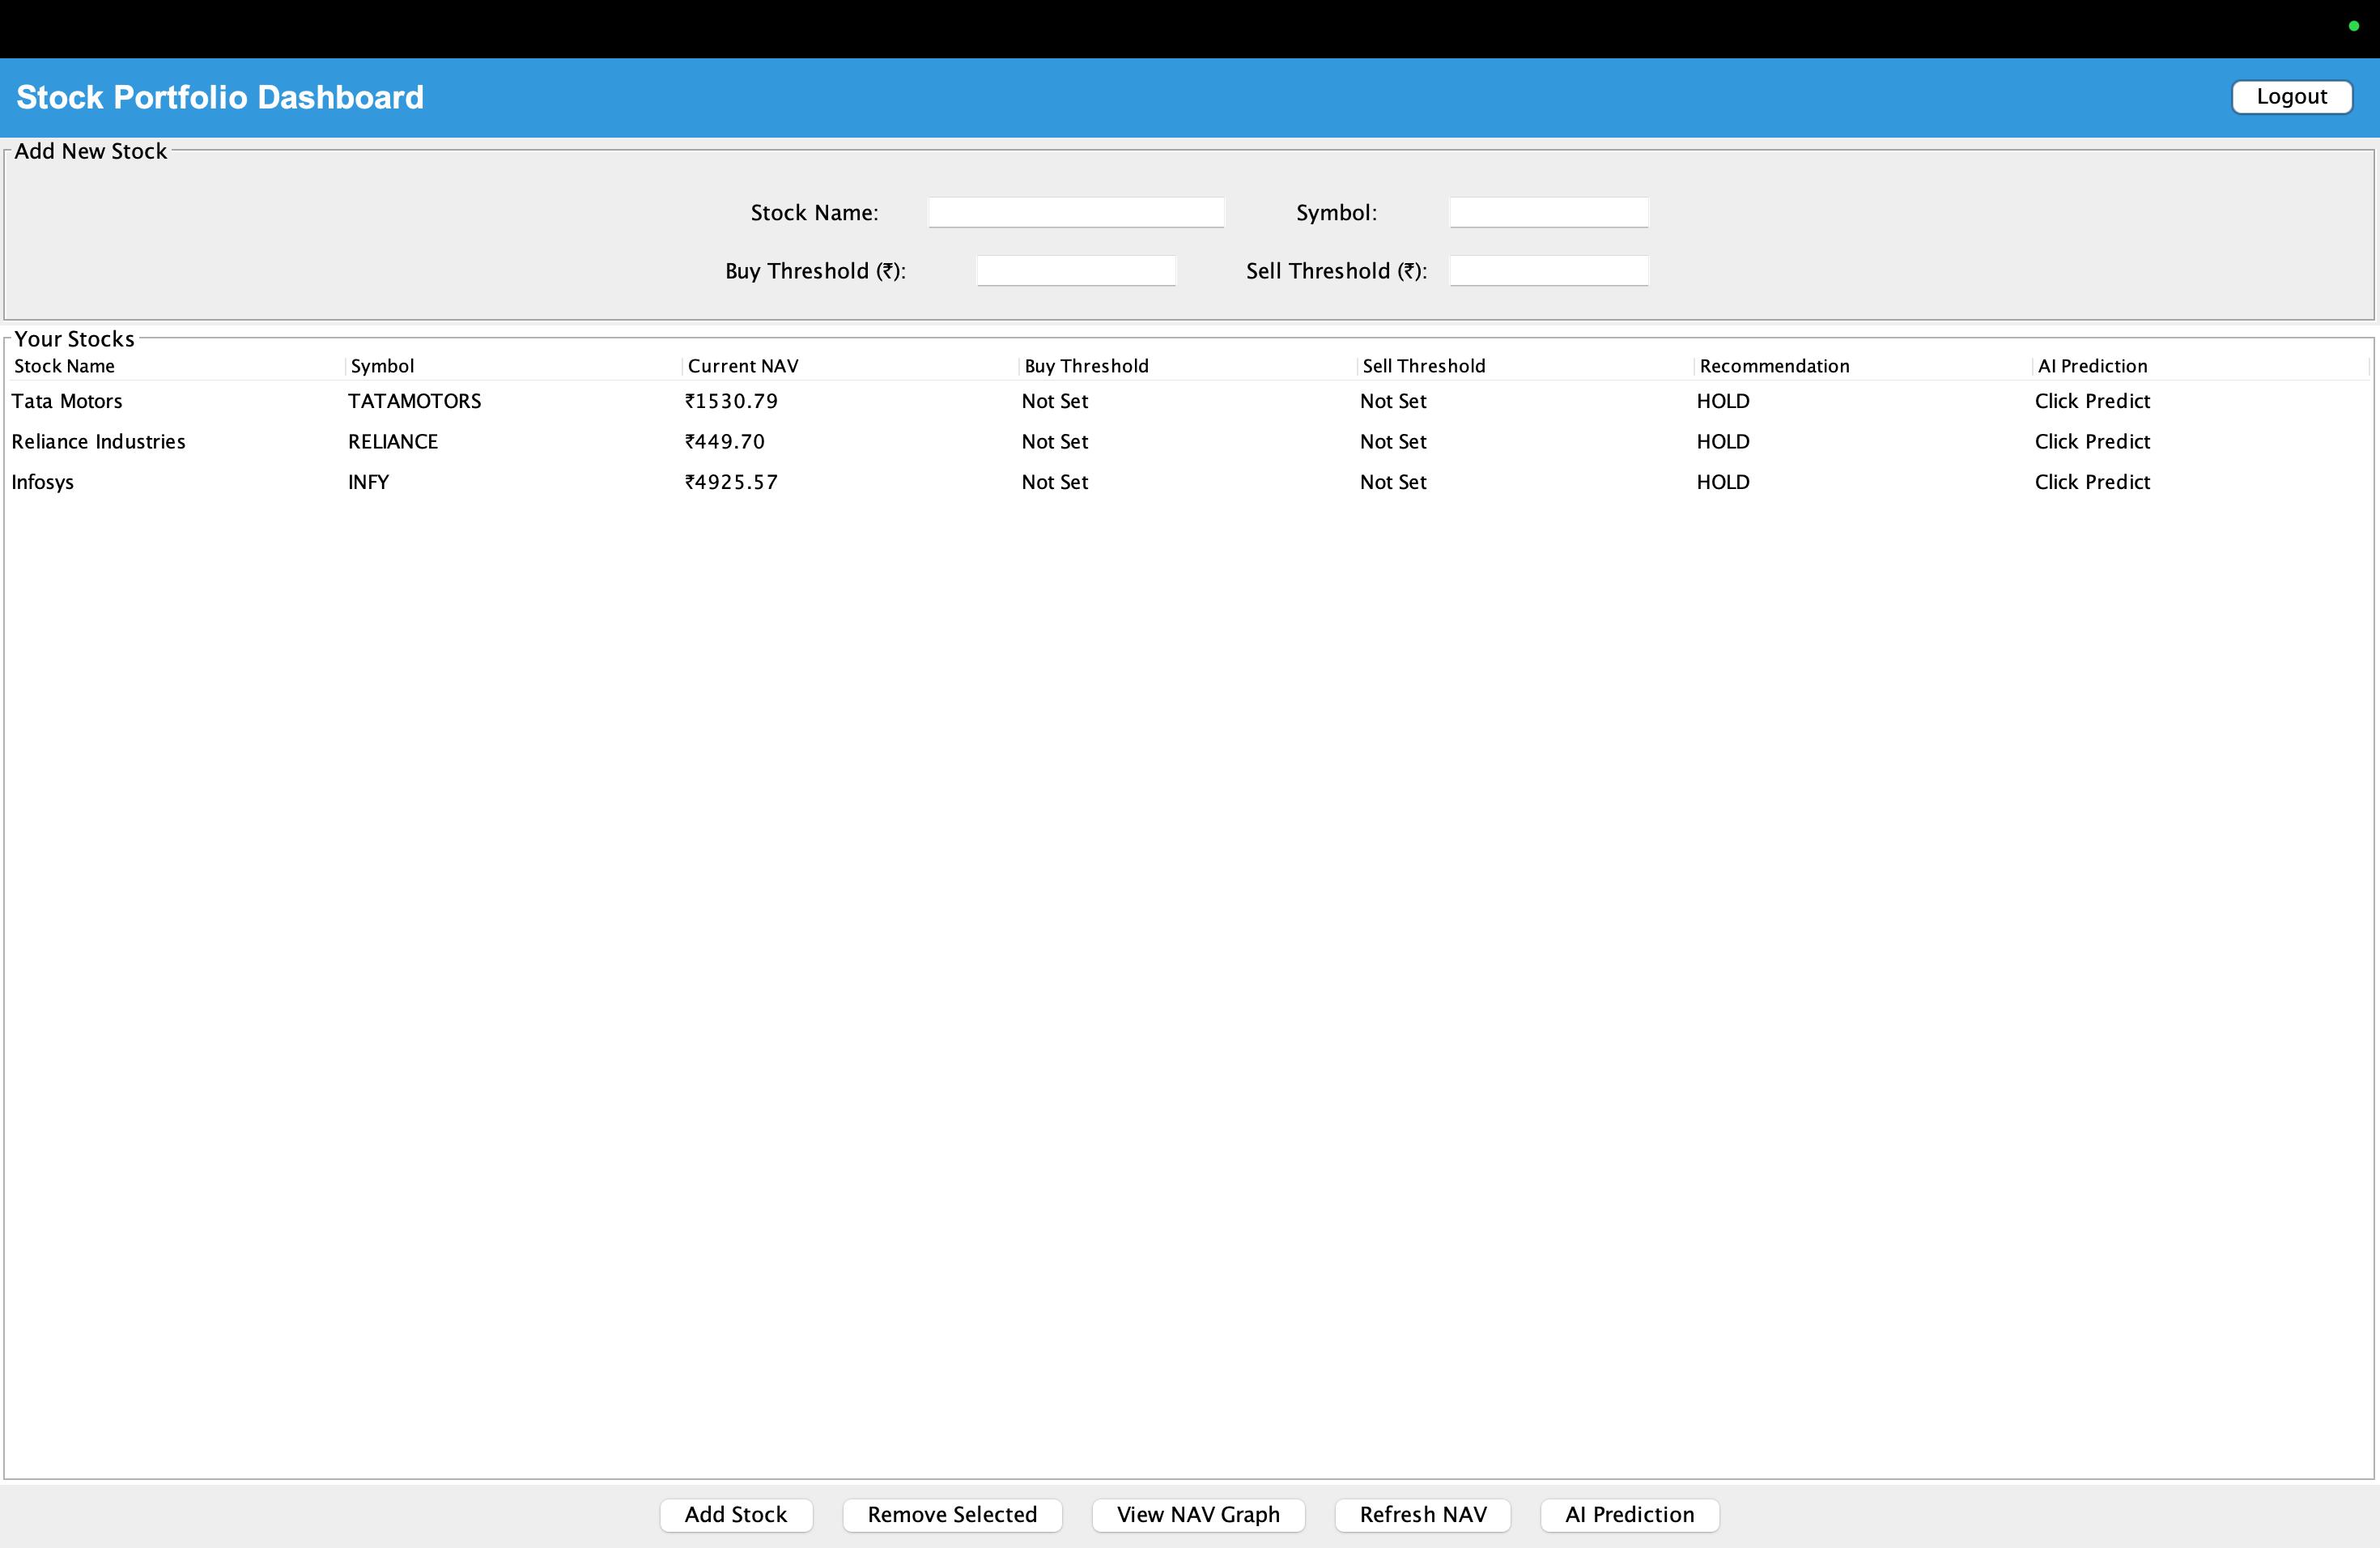 Stock Portfolio Dashboard Logout
Add New Stock
Stock Name: Symbol:
Buy Threshold (₹): Sell Threshold (₹):
Your Stocks
Stock Name Symbol Current NAV Buy Threshold Sell Threshold Recommendation AI Prediction
Tata Motors TATAMOTORS ₹1530.79 Not Set Not Set HOLD Click Predict
Reliance Industries RELIANCE ₹449.70 Not Set Not Set HOLD Click Predict
Infosys INFY ₹4925.57 Not Set Not Set HOLD Click Predict
Add Stock Remove Selected View NAV Graph Refresh NAV AI Prediction